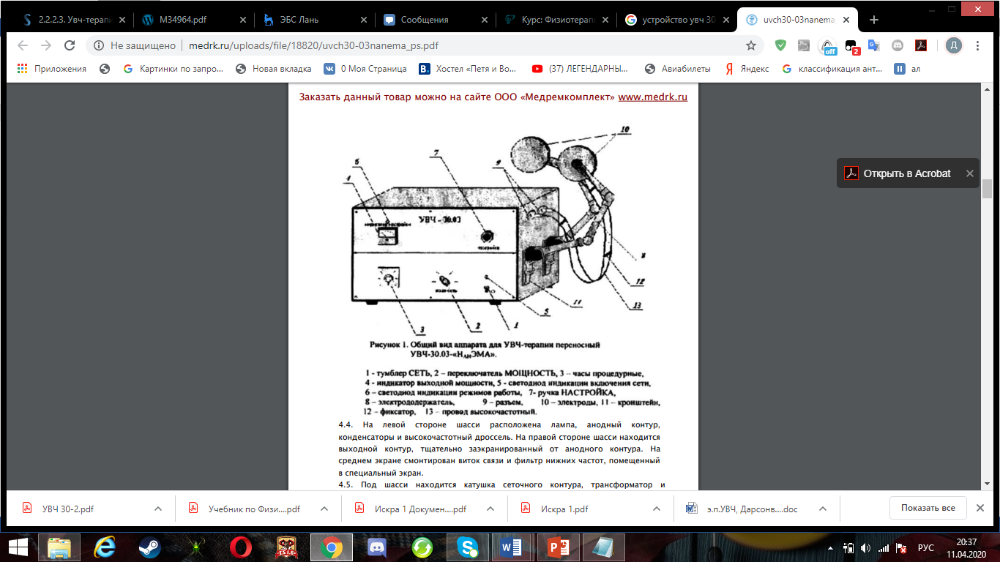 2.2.2.3. Увч-терапи
М34964.pdf
ЭБС Лань
Сообщения
Курс: Физиотерап
устройство увч 30
uvch30-03nanema_
Не защищено
medrk.ru/uploads/file/18820/uvch30-03nanema_ps.pdf
off
2
Д
Приложения
Картинки по запро...
Новая вкладка
0 Моя Страница
Хостел «Петя и Во...
(37) ЛЕГЕНДАРНЫ...
Авиабилеты
Яндекс
классификация ант...
ал
Заказать данный товар можно на сайте ООО «Медремкомплект» www.medrk.ru
Открыть в Acrobat
10
7
6
9
4
УВЧ - 30.03
8
12
13
11
5
1
2
3
МОЩНОСТЬ
Рисунок 1. Общий вид аппарата для УВЧ-терапии переносный
УВЧ-30.03-«НАНЭМА».
1 - тумблер СЕТЬ, 2 – переключатель МОЩНОСТЬ, 3 – часы процедурные,
4 - индикатор выходной мощности, 5 - светодиод индикации включения сети,
6 – светодиод индикации режимов работы, 7- ручка НАСТРОЙКА,
8 – электрододержатель, 9 - разъем, 10 – электроды, 11 – кронштейн,
12 – фиксатор, 13 – провод высокочастотный.
4.4. На левой стороне шасси расположена лампа, анодный контур,
конденсаторы и высокочастотный дроссель. На правой стороне шасси находится
выходной контур, тщательно заэкранированный от анодного контура. На
среднем экране смонтирован виток связи и фильтр нижних частот, помещенный
в специальный экран.
4.5. Под шасси находится катушка сеточного контура, трансформатор и
УВЧ 30-2.pdf
Учебник по Физи....pdf
Искра 1 Докумен....pdf
Искра 1.pdf
э.п.УВЧ, Дарсонв....doc
Показать все
РУС
20:37
11.04.2020